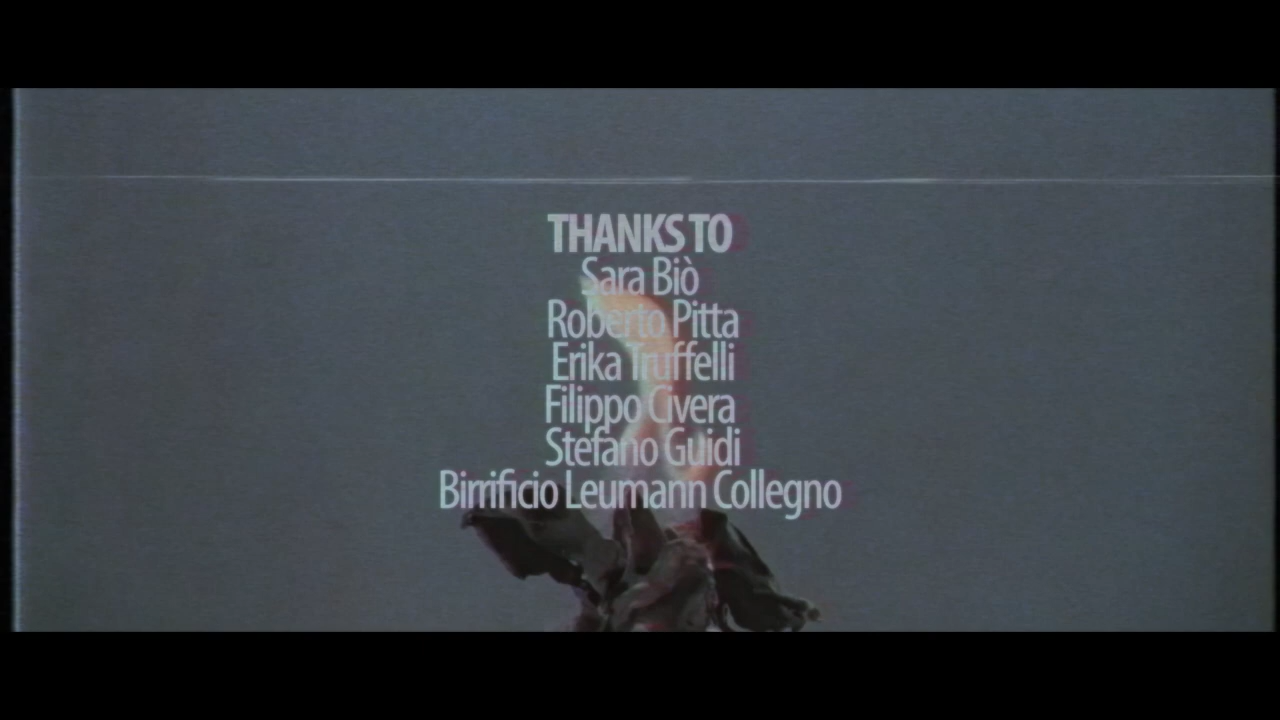 THANKS TO
Sara Biò
Roberto Pitta
Erika Truffelli
Filippo Civera
Stefano Guidi
Birrificio Leumann Collegno